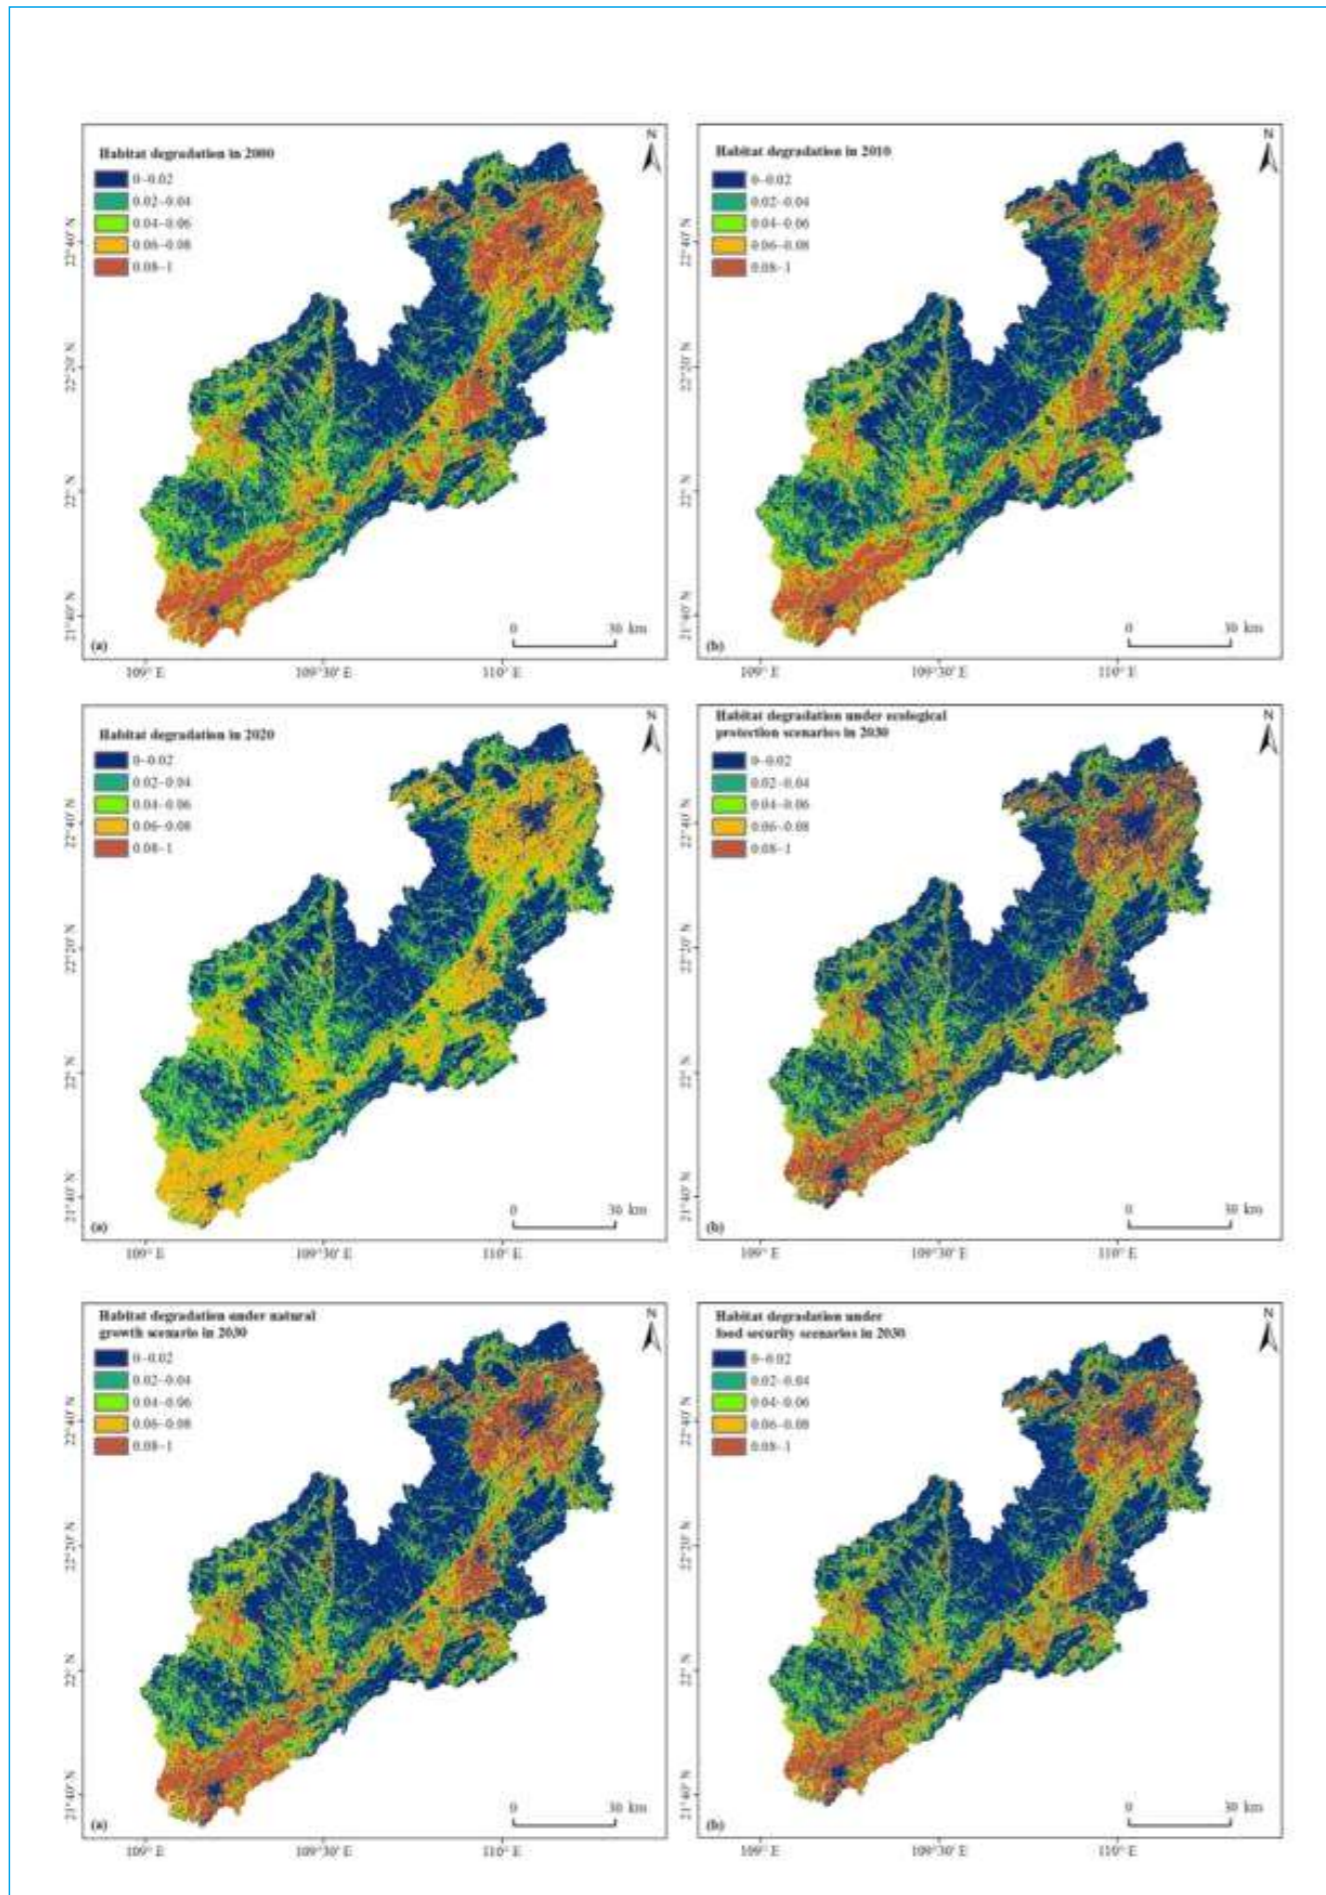 Habitat degradation in 2000
N
0~0.02
0.02~0.04
0.04~0.06
0.06~0.08
0.08~1
22°40′ N
22°20′ N
22° N
21°40′ N
(a)
0 30 km
109° E 109°30′ E 110° E
Habitat degradation in 2010
N
0~0.02
0.02~0.04
0.04~0.06
0.06~0.08
0.08~1
22°40′ N
22°20′ N
22° N
21°40′ N
(b)
0 30 km
109° E 109°30′ E 110° E
Habitat degradation in 2020
N
0~0.02
0.02~0.04
0.04~0.06
0.06~0.08
0.08~1
22°40′ N
22°20′ N
22° N
21°40′ N
(a)
0 30 km
109° E 109°30′ E 110° E
Habitat degradation under ecological
protection scenarios in 2030
N
0~0.02
0.02~0.04
0.04~0.06
0.06~0.08
0.08~1
22°40′ N
22°20′ N
22° N
21°40′ N
(b)
0 30 km
109° E 109°30′ E 110° E
Habitat degradation under natural
growth scenario in 2030
N
0~0.02
0.02~0.04
0.04~0.06
0.06~0.08
0.08~1
22°40′ N
22°20′ N
22° N
21°40′ N
(a)
0 30 km
109° E 109°30′ E 110° E
Habitat degradation under
food security scenarios in 2030
N
0~0.02
0.02~0.04
0.04~0.06
0.06~0.08
0.08~1
22°40′ N
22°20′ N
22° N
21°40′ N
(b)
0 30 km
109° E 109°30′ E 110° E